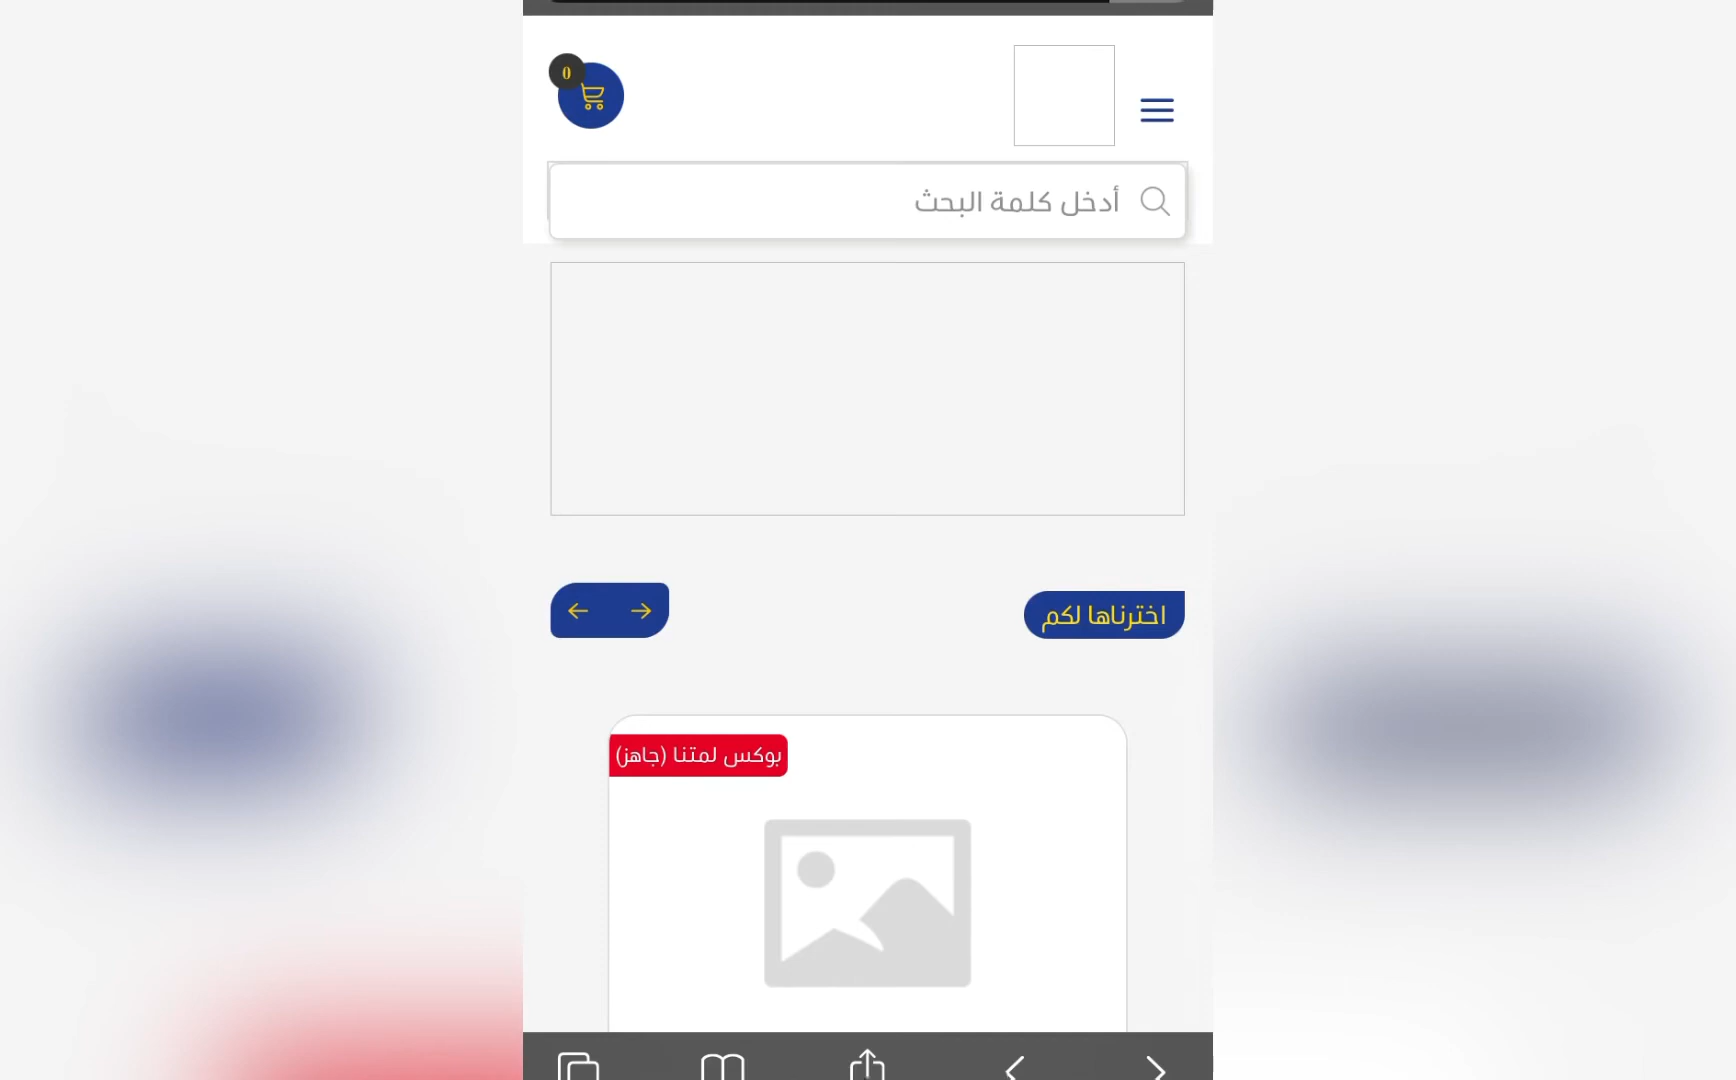 0
أدخل كلمة البحث
اخترناها لكم
بوكس لمتنا (جاهز)